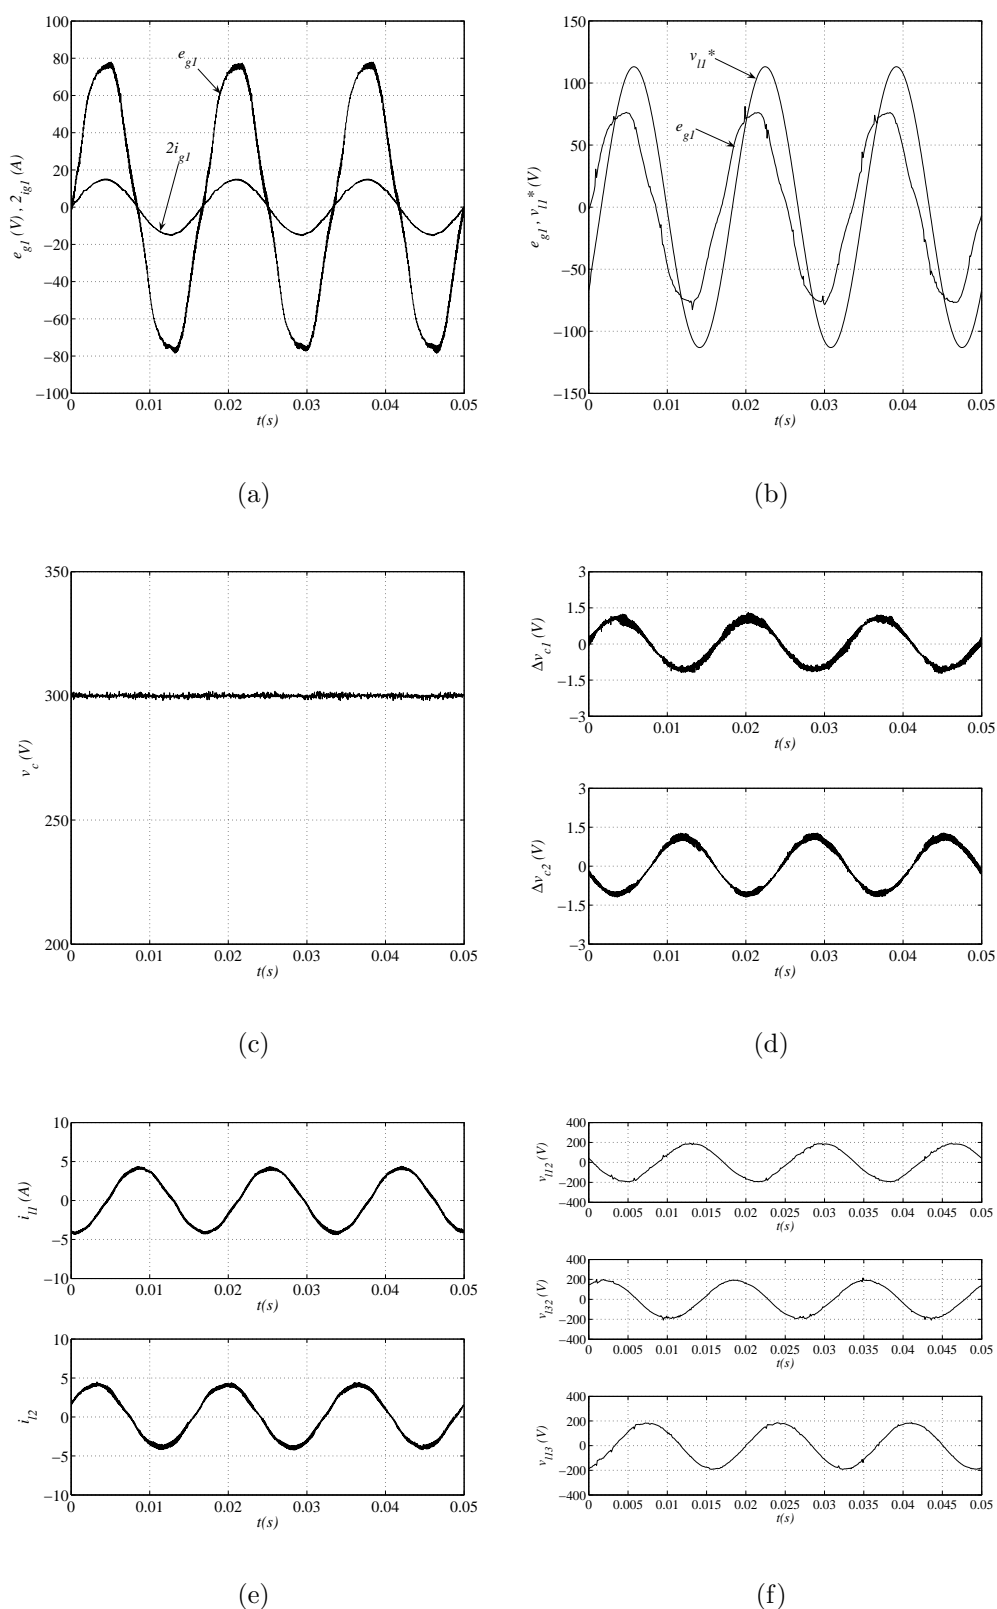 100
80
60
40
20
0
−20
−40
−60
−80
−100
e_g1 (V), 2_ig1 (A)
e_g1
2i_g1
0 0.01 0.02 0.03 0.04 0.05
t(s)
(a)
150
100
50
0
−50
−100
−150
e_g1, v_l1* (V)
v_l1*
e_g1
0 0.01 0.02 0.03 0.04 0.05
t(s)
(b)
350
300
250
200
v_c (V)
0 0.01 0.02 0.03 0.04 0.05
t(s)
(c)
3
1.5
0
−1.5
−3
Δv_c1 (V)
0 0.01 0.02 0.03 0.04 0.05
t(s)
3
1.5
0
−1.5
−3
Δv_c2 (V)
0 0.01 0.02 0.03 0.04 0.05
t(s)
(d)
10
5
0
−5
−10
i_l1 (A)
0 0.01 0.02 0.03 0.04 0.05
t(s)
10
5
0
−5
−10
i_l2
0 0.01 0.02 0.03 0.04 0.05
t(s)
(e)
400
200
0
−200
−400
v_l12 (V)
0 0.005 0.01 0.015 0.02 0.025 0.03 0.035 0.04 0.045 0.05
t(s)
400
200
0
−200
−400
v_l32 (V)
0 0.005 0.01 0.015 0.02 0.025 0.03 0.035 0.04 0.045 0.05
t(s)
400
200
0
−200
−400
v_l13 (V)
0 0.005 0.01 0.015 0.02 0.025 0.03 0.035 0.04 0.045 0.05
t(s)
(f)